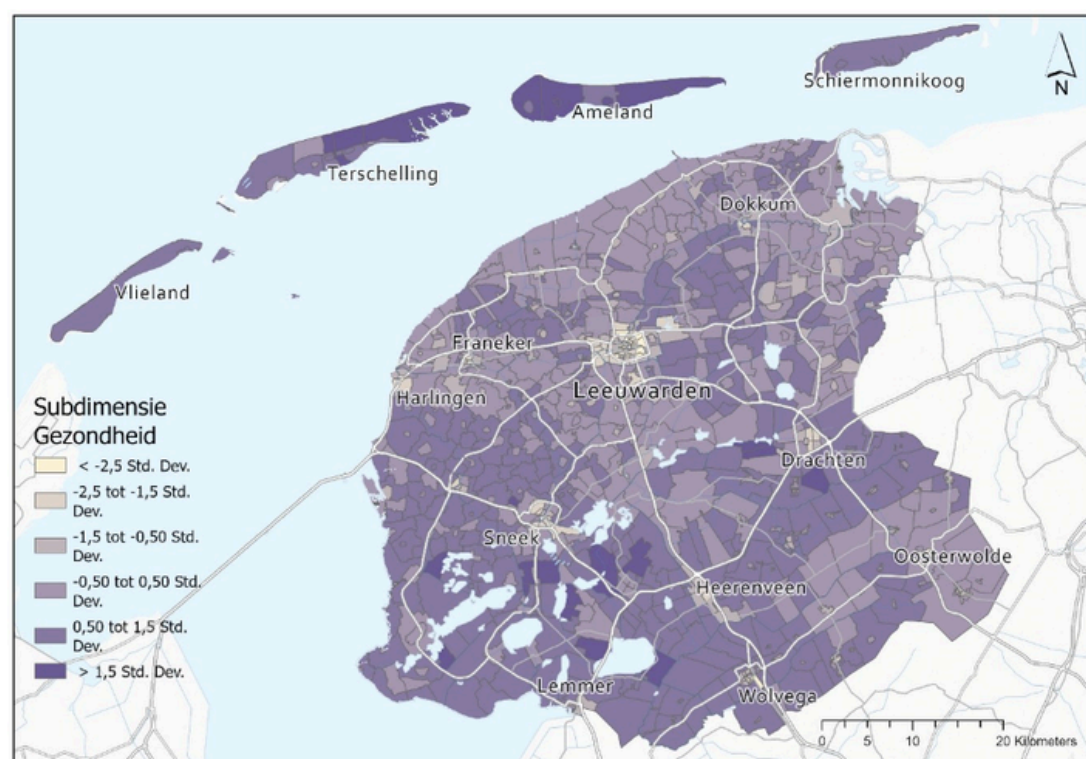 Schiermonnikoog
N
Ameland
Terschelling
Dokkum
Vlieland
Franeker
Leeuwarden
Harlingen
Drachten
Sneek
Oosterwolde
Heerenveen
Lemmer
Wolvega
Subdimensie
Gezondheid
< -2,5 Std. Dev.
-2,5 tot -1,5 Std.
Dev.
-1,5 tot -0,50 Std.
Dev.
-0,50 tot 0,50 Std.
Dev.
0,50 tot 1,5 Std.
Dev.
> 1,5 Std. Dev.
0 5 10 20 Kilometers